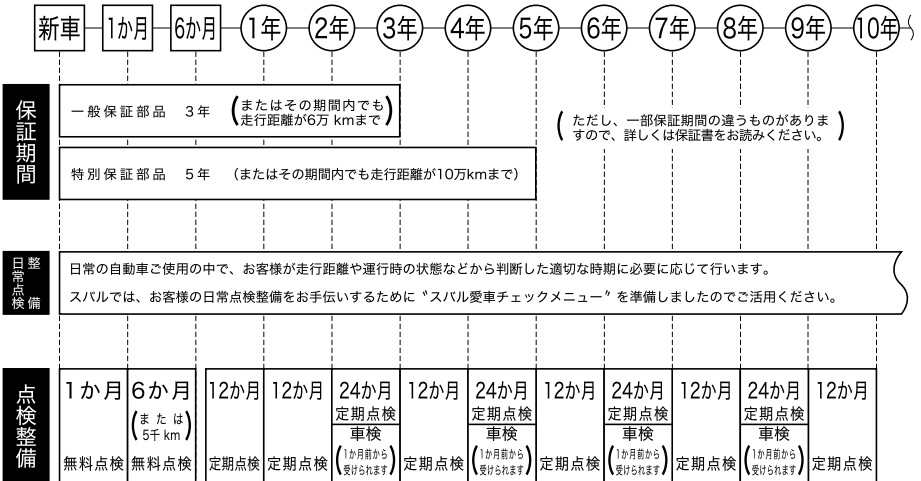 新車 1か月 6か月 1年 2年 3年 4年 5年 6年 7年 8年 9年 10年
保証期間
一般保証部品 3年 (またはその期間内でも
走行距離が6万 kmまで)
(ただし、一部保証期間の違うものがありま
すので、詳しくは保証書をお読みください。)
特別保証部品 5年 (またはその期間内でも走行距離が10万kmまで)
日常点検
整備
日常の自動車ご使用の中で、お客様が走行距離や運行時の状態などから判断した適切な時期に必要に応じて行います。
スバルでは、お客様の日常点検整備をお手伝いするために〝スバル愛車チェックメニュー〞を準備しましたのでご活用ください。
点検整備
1か月
無料点検
6か月
(または
5千 km)
無料点検
12か月
定期点検
12か月
定期点検
24か月
定期点検
車検
(1か月前から
受けられます)
12か月
定期点検
24か月
定期点検
車検
(1か月前から
受けられます)
12か月
定期点検
24か月
定期点検
車検
(1か月前から
受けられます)
12か月
定期点検
24か月
定期点検
車検
(1か月前から
受けられます)
12か月
定期点検